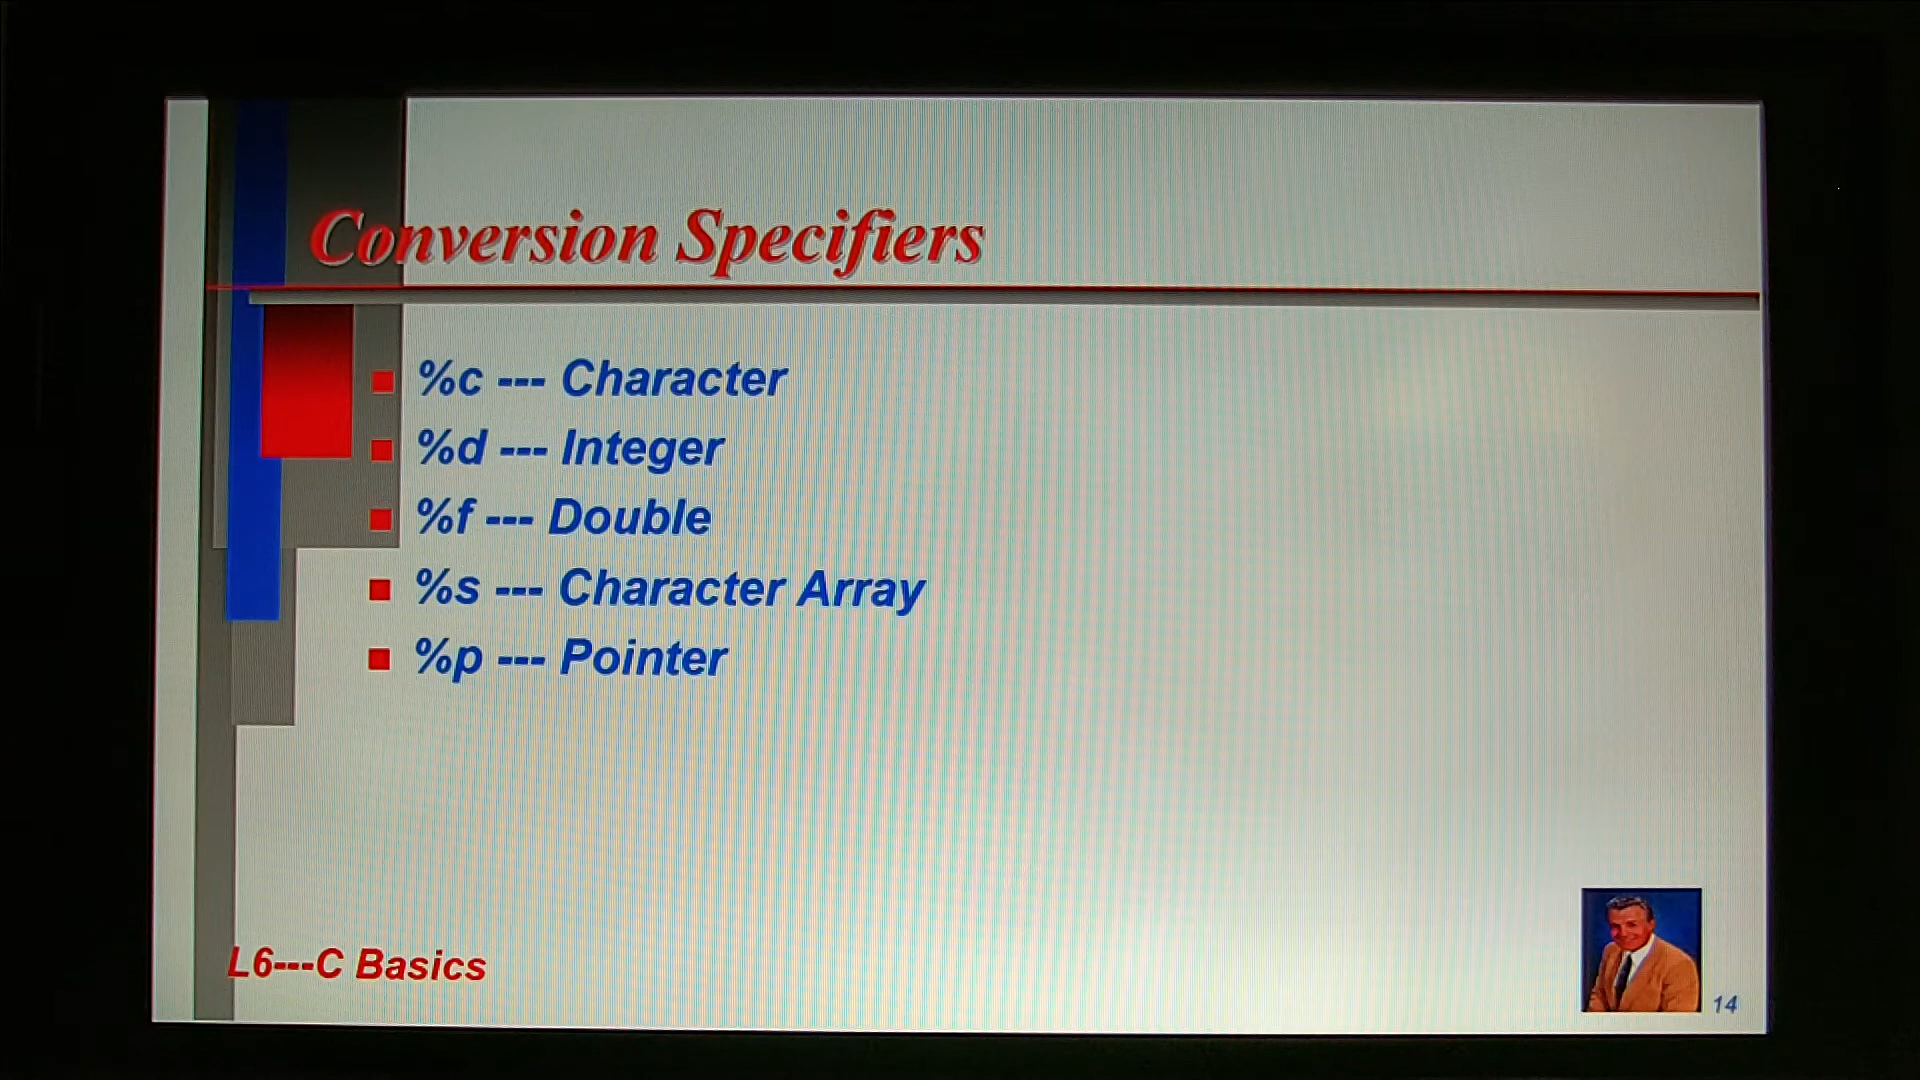 Conversion Specifiers
%c --- Character
%d --- Integer
%f --- Double
%s --- Character Array
%p --- Pointer
L6---C Basics
14